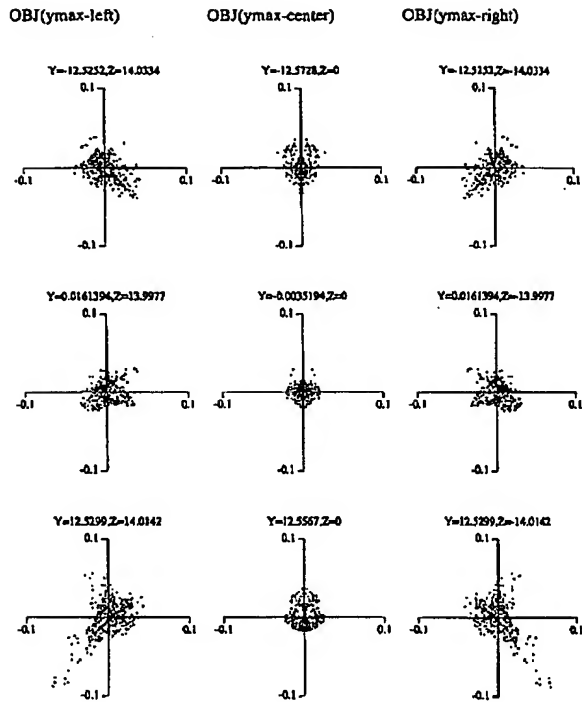 OBJ(ymax-left) OBJ(ymax-center) OBJ(ymax-right)
Y=-12.5252,Z=14.0334 Y=-12.5728,Z=0 Y=-12.5252,Z=-14.0334
0.1 0.1 0.1
-0.1 0.1 -0.1 0.1 -0.1 0.1
-0.1 -0.1 -0.1
Y=0.0161394,Z=13.9977 Y=-0.0035194,Z=0 Y=0.0161394,Z=-13.9977
0.1 0.1 0.1
-0.1 0.1 -0.1 0.1 -0.1 0.1
-0.1 -0.1 -0.1
Y=12.5299,Z=14.0142 Y=12.5567,Z=0 Y=12.5299,Z=-14.0142
0.1 0.1 0.1
-0.1 0.1 -0.1 0.1 -0.1 0.1
-0.1 -0.1 -0.1